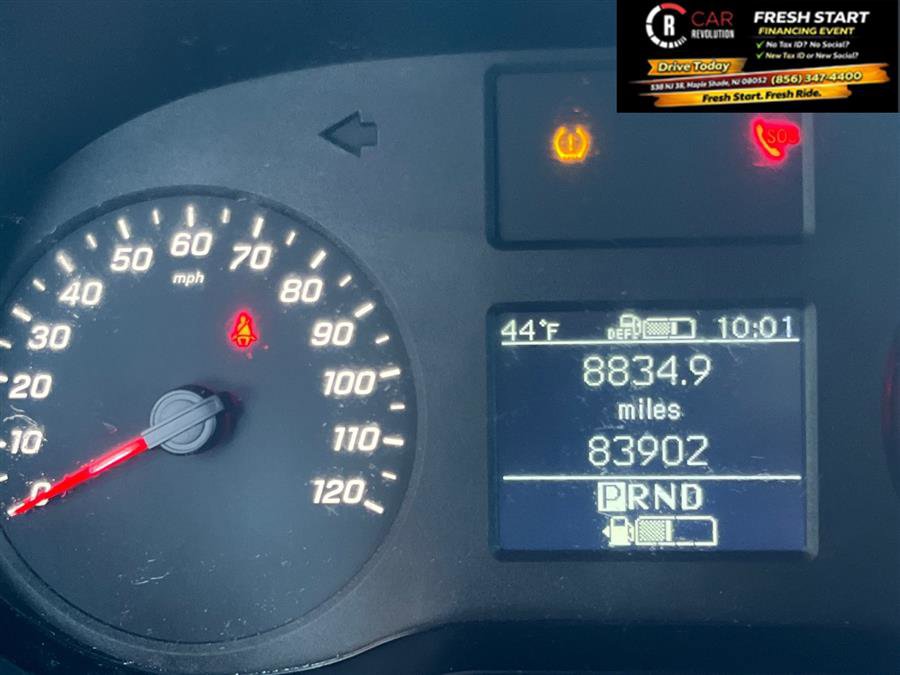 CAR
REVOLUTION
R
FRESH START
FINANCING EVENT
✓ No Tax ID? No Social?
✓ New Tax ID or New Social?
Drive Today
538 NJ 38, Maple Shade, NJ 08052 (856) 347-4400
Fresh Start. Fresh Ride.
SOS
0
10
20
30
40
50
60
70
80
90
100
110
120
mph
44°F
DEF
10:01
8834.9
miles
83902
PRND